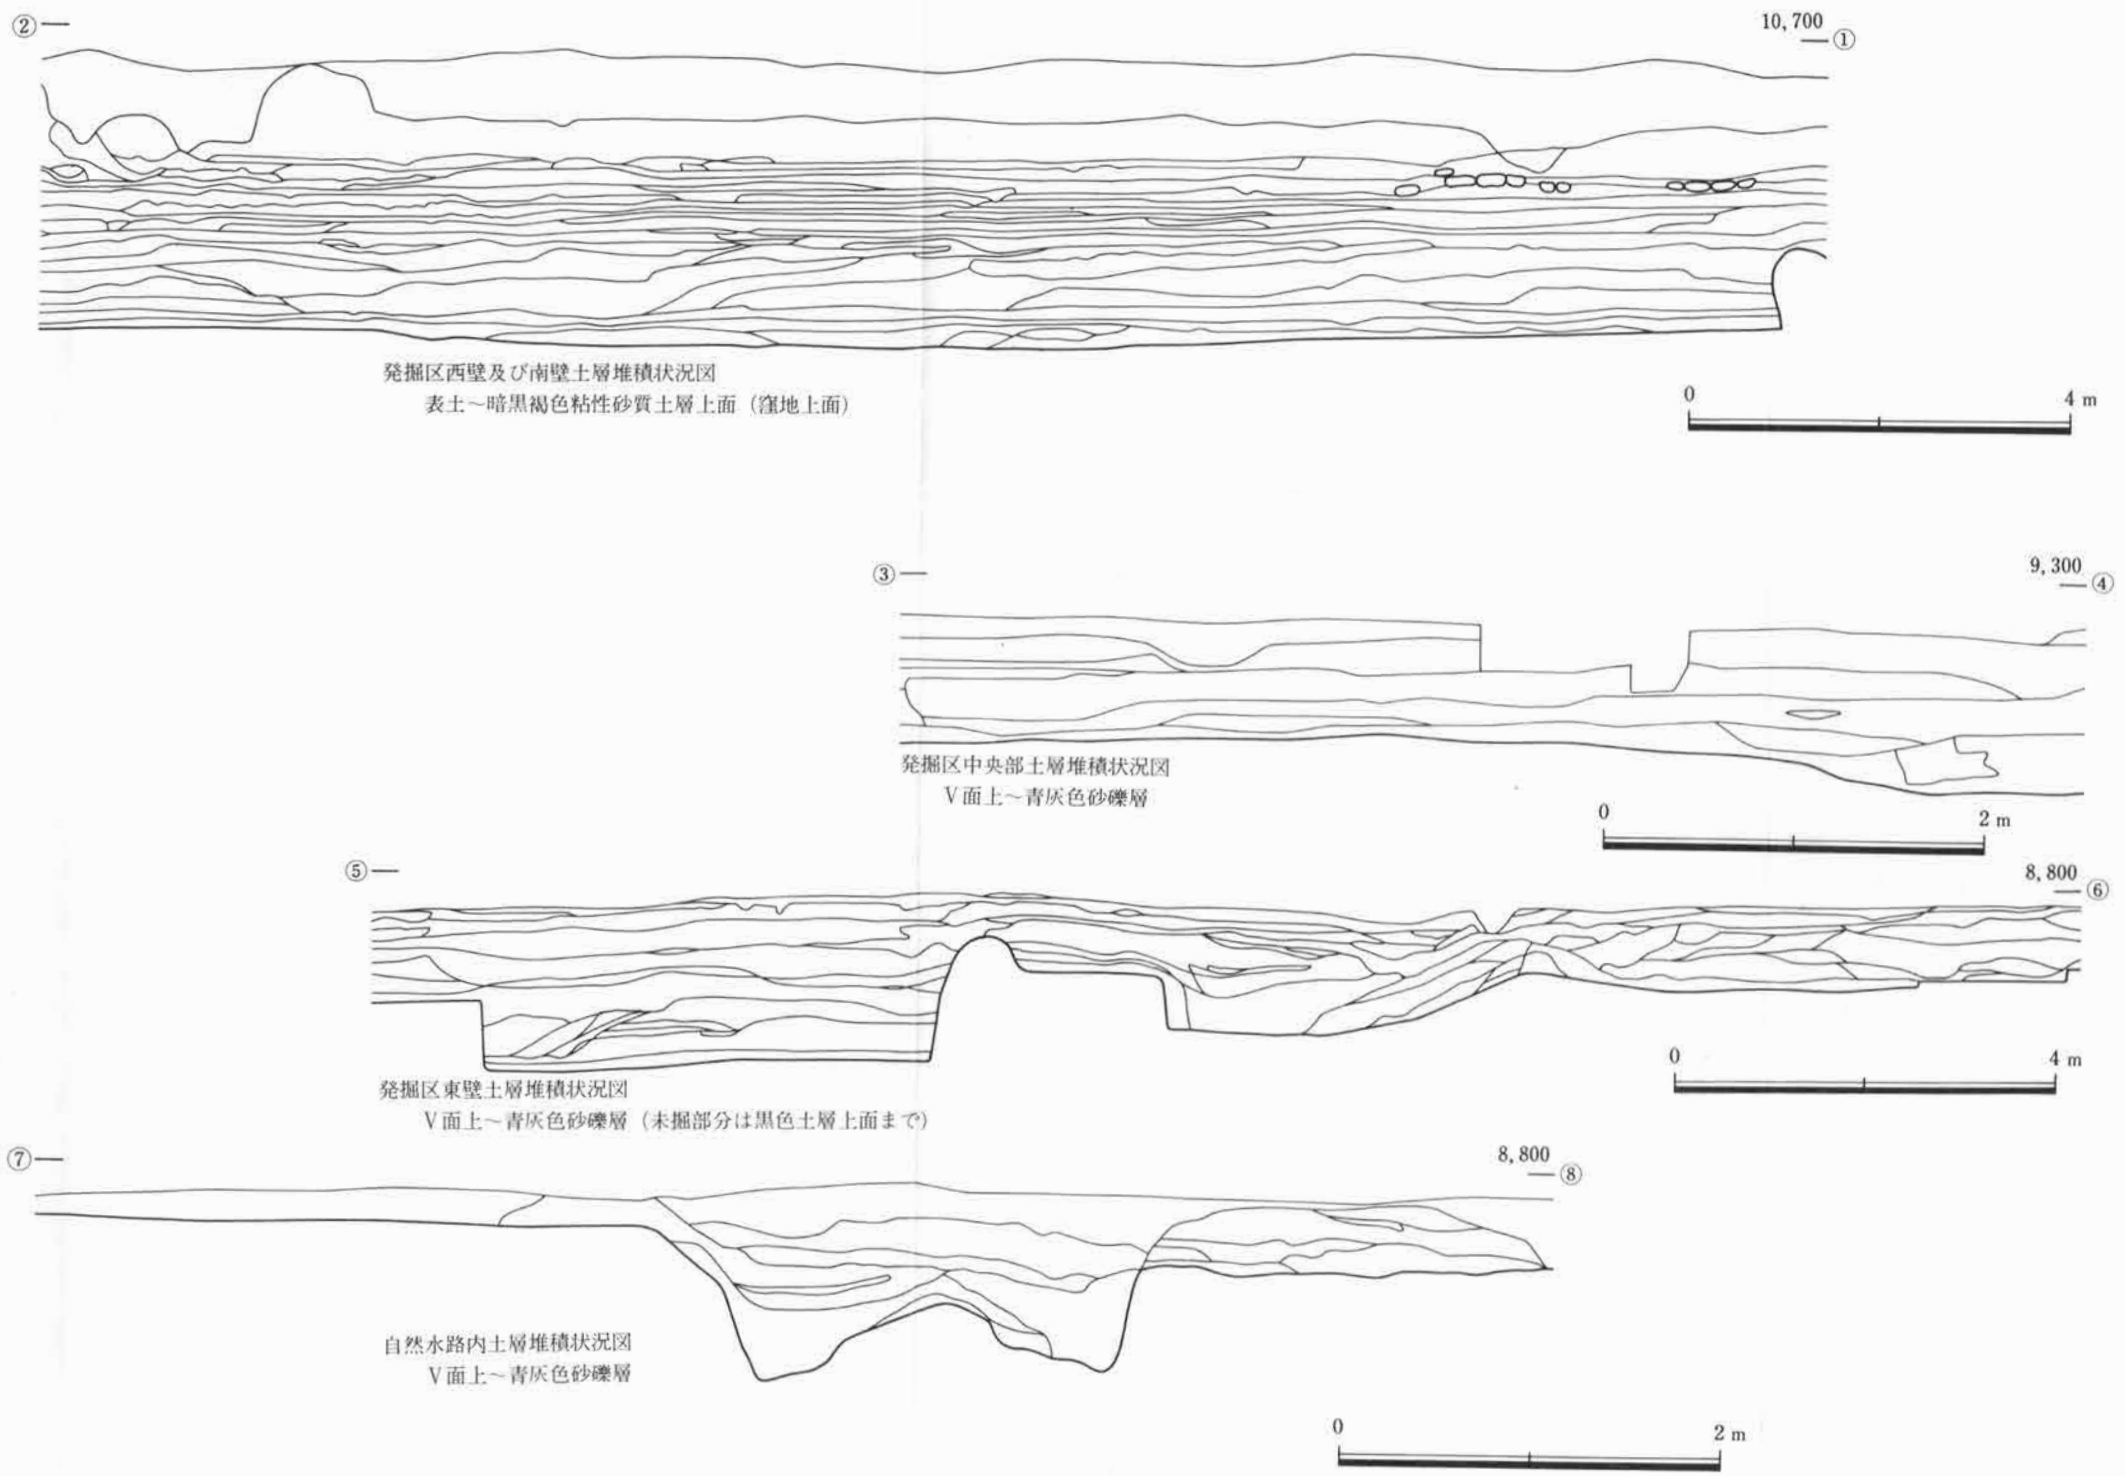 ② 10,700 ①
発掘区西壁及び南壁土層堆積状況図
表土～暗黒褐色粘性砂質土層上面（窪地上面）
0 4 m
③ 9,300 ④
発掘区中央部土層堆積状況図
Ⅴ面上～青灰色砂礫層
0 2 m
⑤ 8,800 ⑥
発掘区東壁土層堆積状況図
Ⅴ面上～青灰色砂礫層（未掘部分は黒色土層上面まで）
0 4 m
⑦ 8,800 ⑧
自然水路内土層堆積状況図
Ⅴ面上～青灰色砂礫層
0 2 m